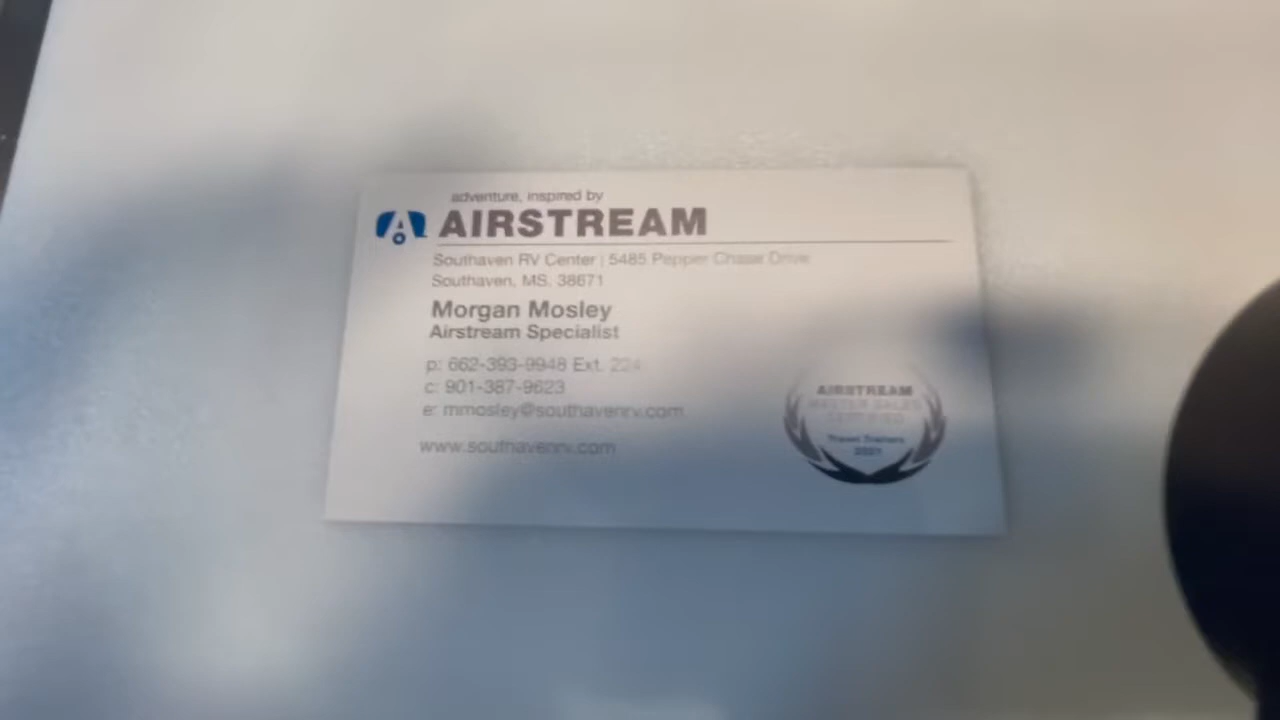 adventure, inspired by
AIRSTREAM
Southaven RV Center | 5485 Pepper Chase Drive
Southaven, MS, 38671
Morgan Mosley
Airstream Specialist
p: 662-393-9948 Ext. 224
c: 901-387-9623
e: mmosley@southavenrv.com
www.southavenrv.com
AIRSTREAM
Travel Trailers
2021